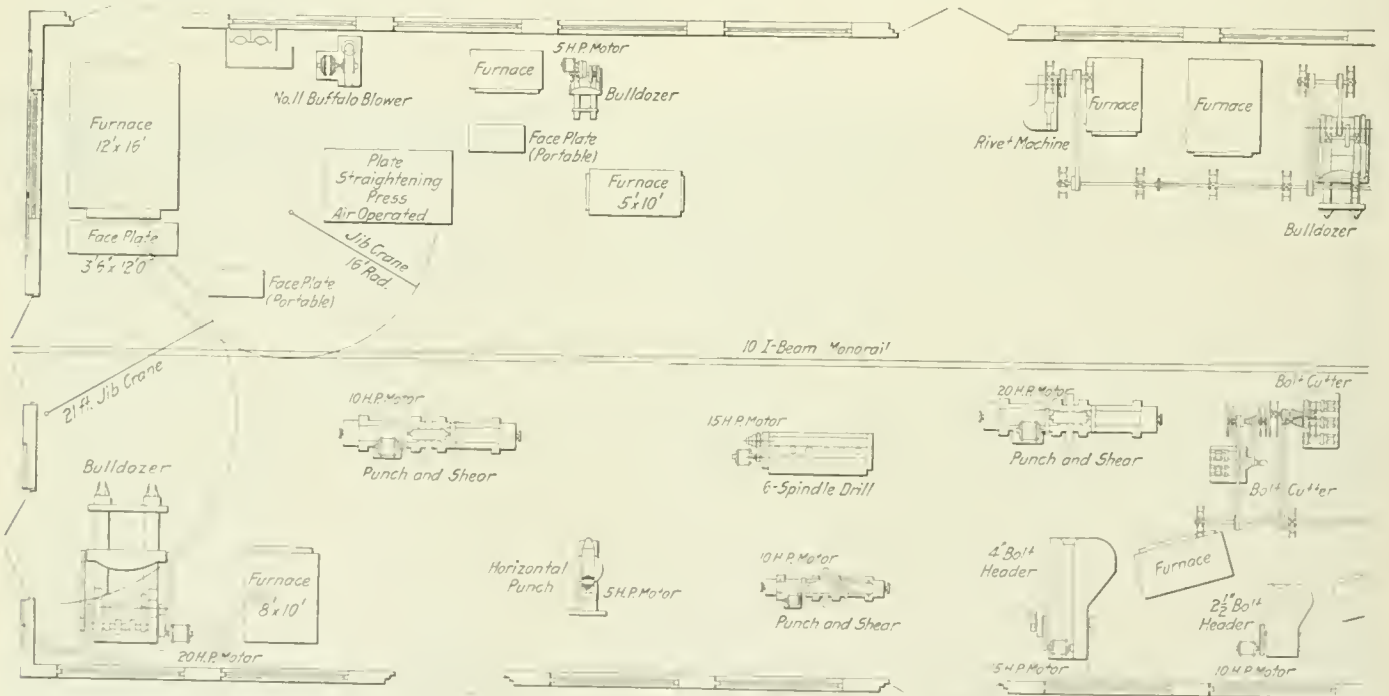 5 H.P. Motor
No. 11 Buffalo Blower
Furnace
Bulldozer
Furnace
12' x 16'
Furnace
Furnace
Rivet Machine
Face Plate
(Portable)
Plate
Straightening
Press
Air Operated
Furnace
5' x 10'
Bulldozer
Face Plate
3'6" x 12'0"
Jib Crane
16' Rad.
Face Plate
(Portable)
10 I-Beam Monorail
21 ft. Jib Crane
Bolt Cutter
10 H.P. Motor
20 H.P. Motor
15 H.P. Motor
Punch and Shear
Punch and Shear
Bulldozer
6-Spindle Drill
Bolt Cutter
4" Bolt
Header
Furnace
10 H.P. Motor
Horizontal
Punch
5 H.P. Motor
Furnace
8' x 10'
Punch and Shear
2½" Bolt
Header
20 H.P. Motor
15 H.P. Motor
10 H.P. Motor